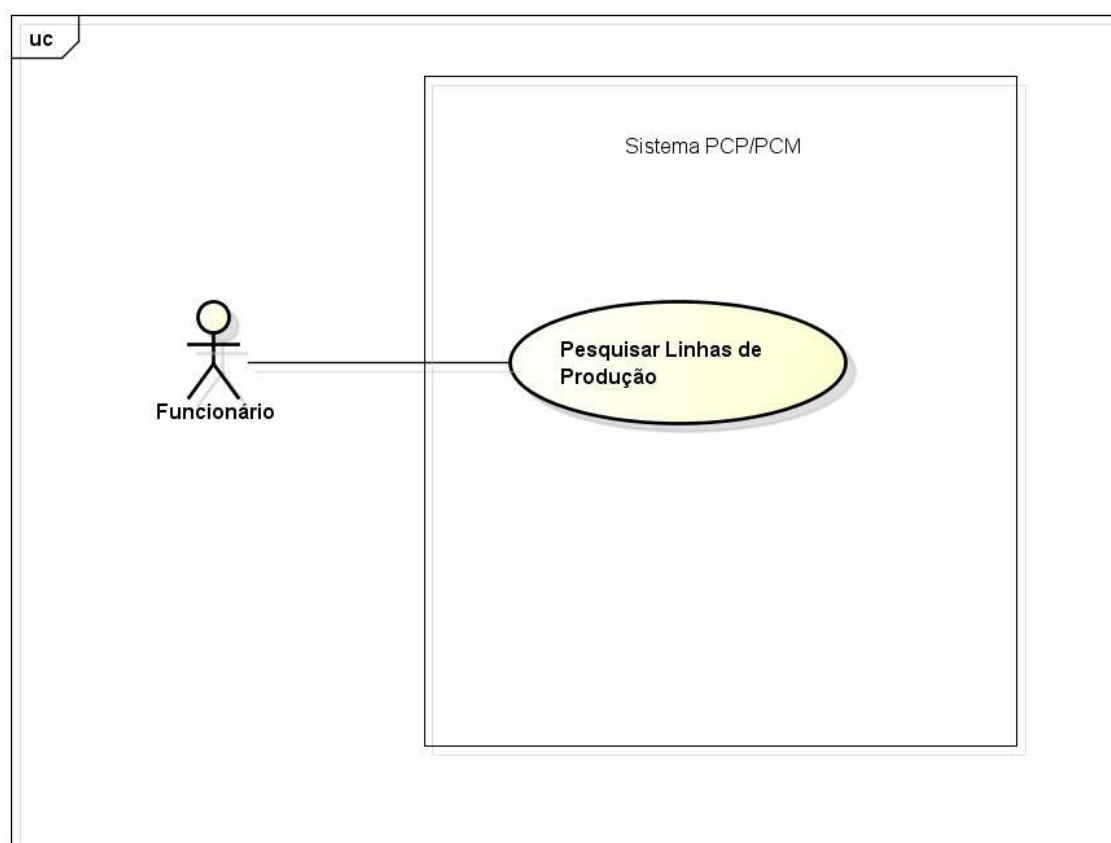 uc
Sistema PCP/PCM
Pesquisar Linhas de
Produção
Funcionário